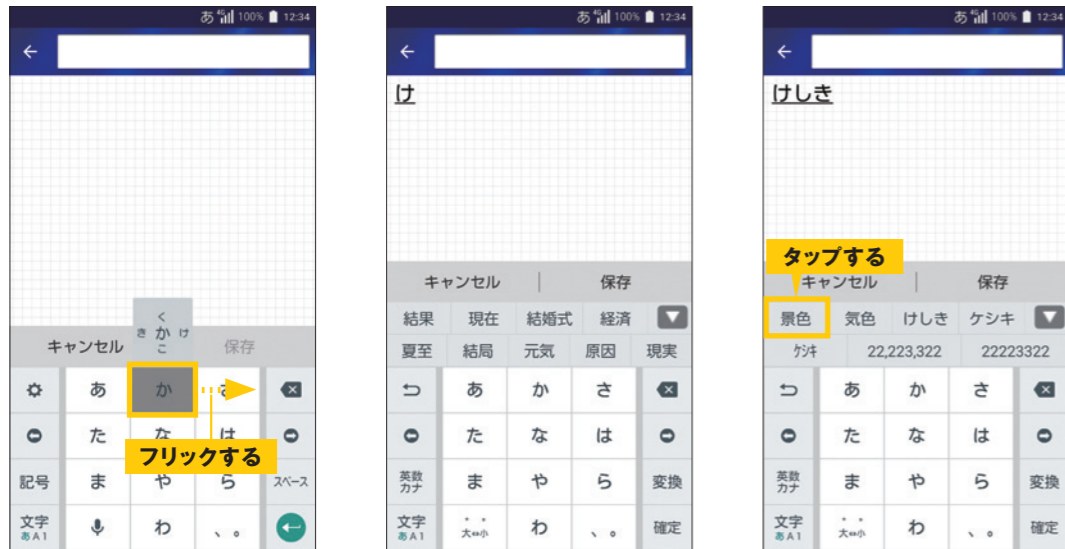 あ 4G 100% 12:34
く
き か け
こ
キャンセル 保存
あ か さ
た な は
フリックする
記号 ま や ら スペース
文字 わ 、。
あA1
あ 4G 100% 12:34
け
キャンセル 保存
結果 現在 結婚式 経済
夏至 結局 元気 原因 現実
あ か さ
た な は
英数 ま や ら 変換
カナ
文字 大⇔小 わ 、。 確定
あA1
あ 4G 100% 12:34
けしき
タップする
キャンセル 保存
景色 気色 けしき ケシキ
ｹｼｷ 22,223,322 22223322
あ か さ
た な は
英数 ま や ら 変換
カナ
文字 大⇔小 わ 、。 確定
あA1